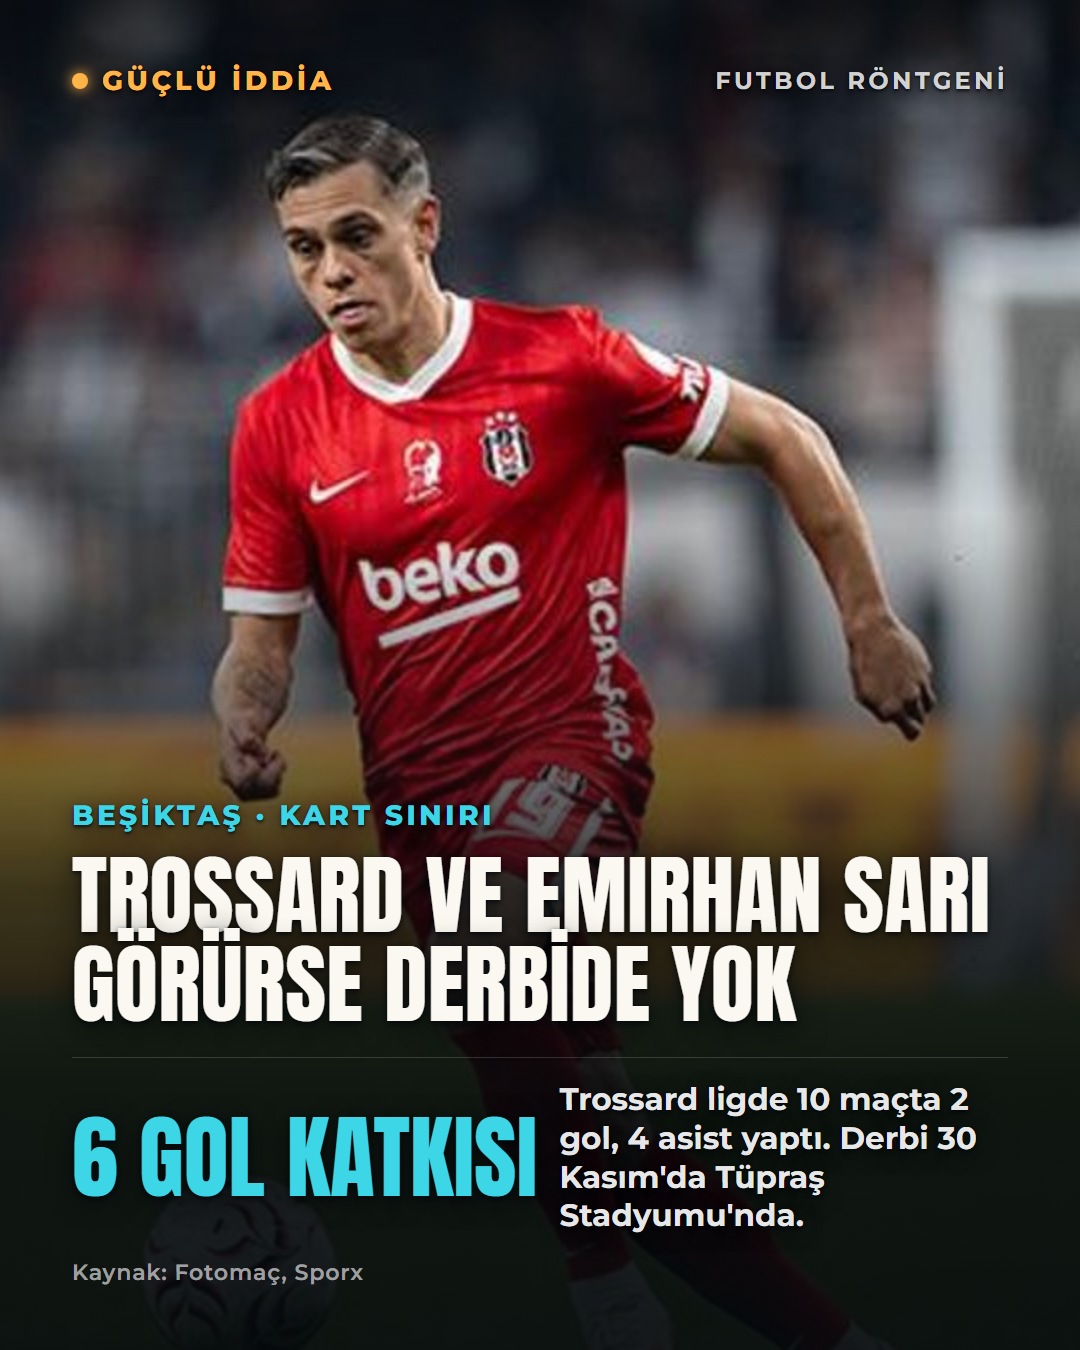 GÜÇLÜ İDDİA
FUTBOL RÖNTGENİ
beko
BEŞİKTAŞ · KART SINIRI
TROSSARD VE EMIRHAN SARI
GÖRÜRSE DERBİDE YOK
6 GOL KATKISI
Trossard ligde 10 maçta 2
gol, 4 asist yaptı. Derbi 30
Kasım'da Tüpraş
Stadyumu'nda.
Kaynak: Fotomaç, Sporx